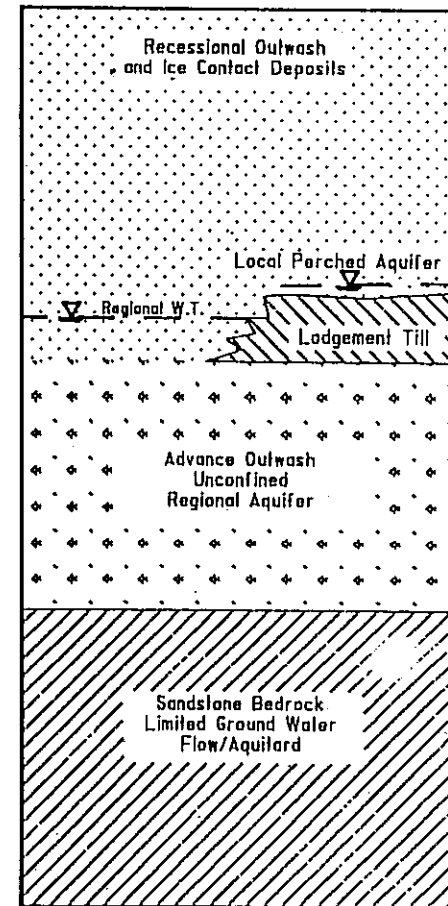 Recessional Outwash
and Ice Contact Deposits
Local Perched Aquifer
Regional W.T.
Lodgement Till
Advance Outwash
Unconfined
Regional Aquifer
Sandstone Bedrock
Limited Ground Water
Flow/Aquitard